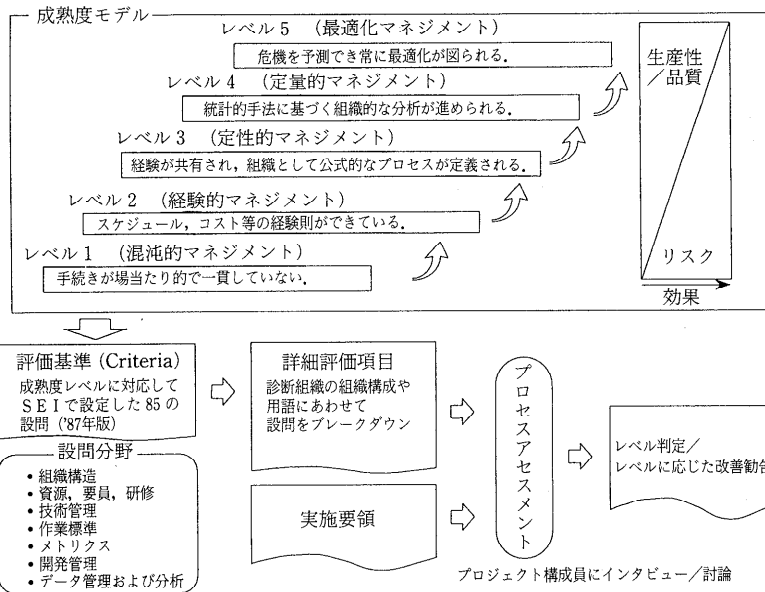 成熟度モデル
レベル5 (最適化マネジメント)
危機を予測でき常に最適化が図られる.
レベル4 (定量的マネジメント)
統計的手法に基づく組織的な分析が進められる.
レベル3 (定性的マネジメント)
経験が共有され,組織として公式的なプロセスが定義される.
レベル2 (経験的マネジメント)
スケジュール,コスト等の経験則ができている.
レベル1 (混沌的マネジメント)
手続きが場当たり的で一貫していない.
生産性
/品質
リスク
効果
評価基準 (Criteria)
成熟度レベルに対応して
SEIで設定した85の
設問 ('87年版)
設問分野
• 組織構造
• 資源,要員,研修
• 技術管理
• 作業標準
• メトリクス
• 開発管理
• データ管理および分析
詳細評価項目
診断組織の組織構成や
用語にあわせて
設問をブレークダウン
実施要領
プロセスアセスメント
プロジェクト構成員にインタビュー/討論
レベル判定/
レベルに応じた改善勧告